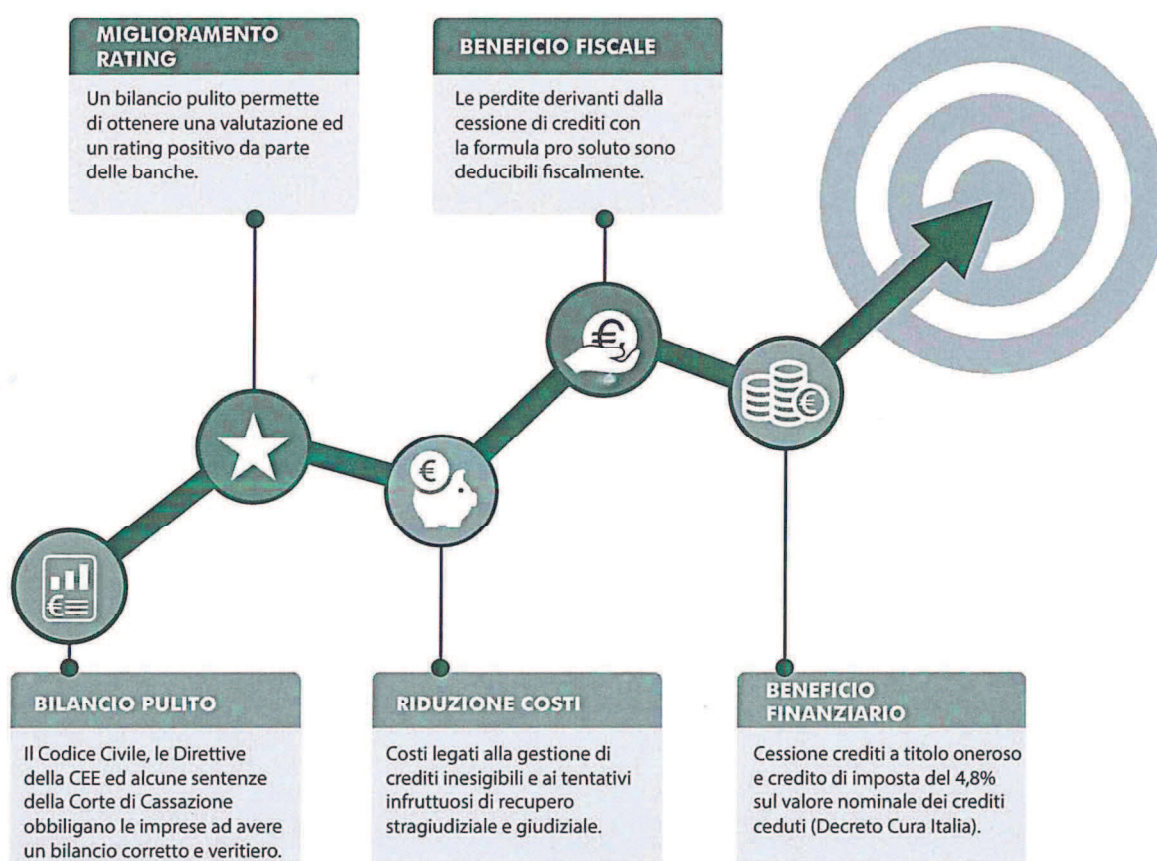 MIGLIORAMENTO
RATING
Un bilancio pulito permette
di ottenere una valutazione ed
un rating positivo da parte
delle banche.
BENEFICIO FISCALE
Le perdite derivanti dalla
cessione di crediti con
la formula pro soluto sono
deducibili fiscalmente.
BILANCIO PULITO
Il Codice Civile, le Direttive
della CEE ed alcune sentenze
della Corte di Cassazione
obbiligano le imprese ad avere
un bilancio corretto e veritiero.
RIDUZIONE COSTI
Costi legati alla gestione di
crediti inesigibili e ai tentativi
infruttuosi di recupero
stragiudiziale e giudiziale.
BENEFICIO
FINANZIARIO
Cessione crediti a titolo oneroso
e credito di imposta del 4,8%
sul valore nominale dei crediti
ceduti (Decreto Cura Italia).